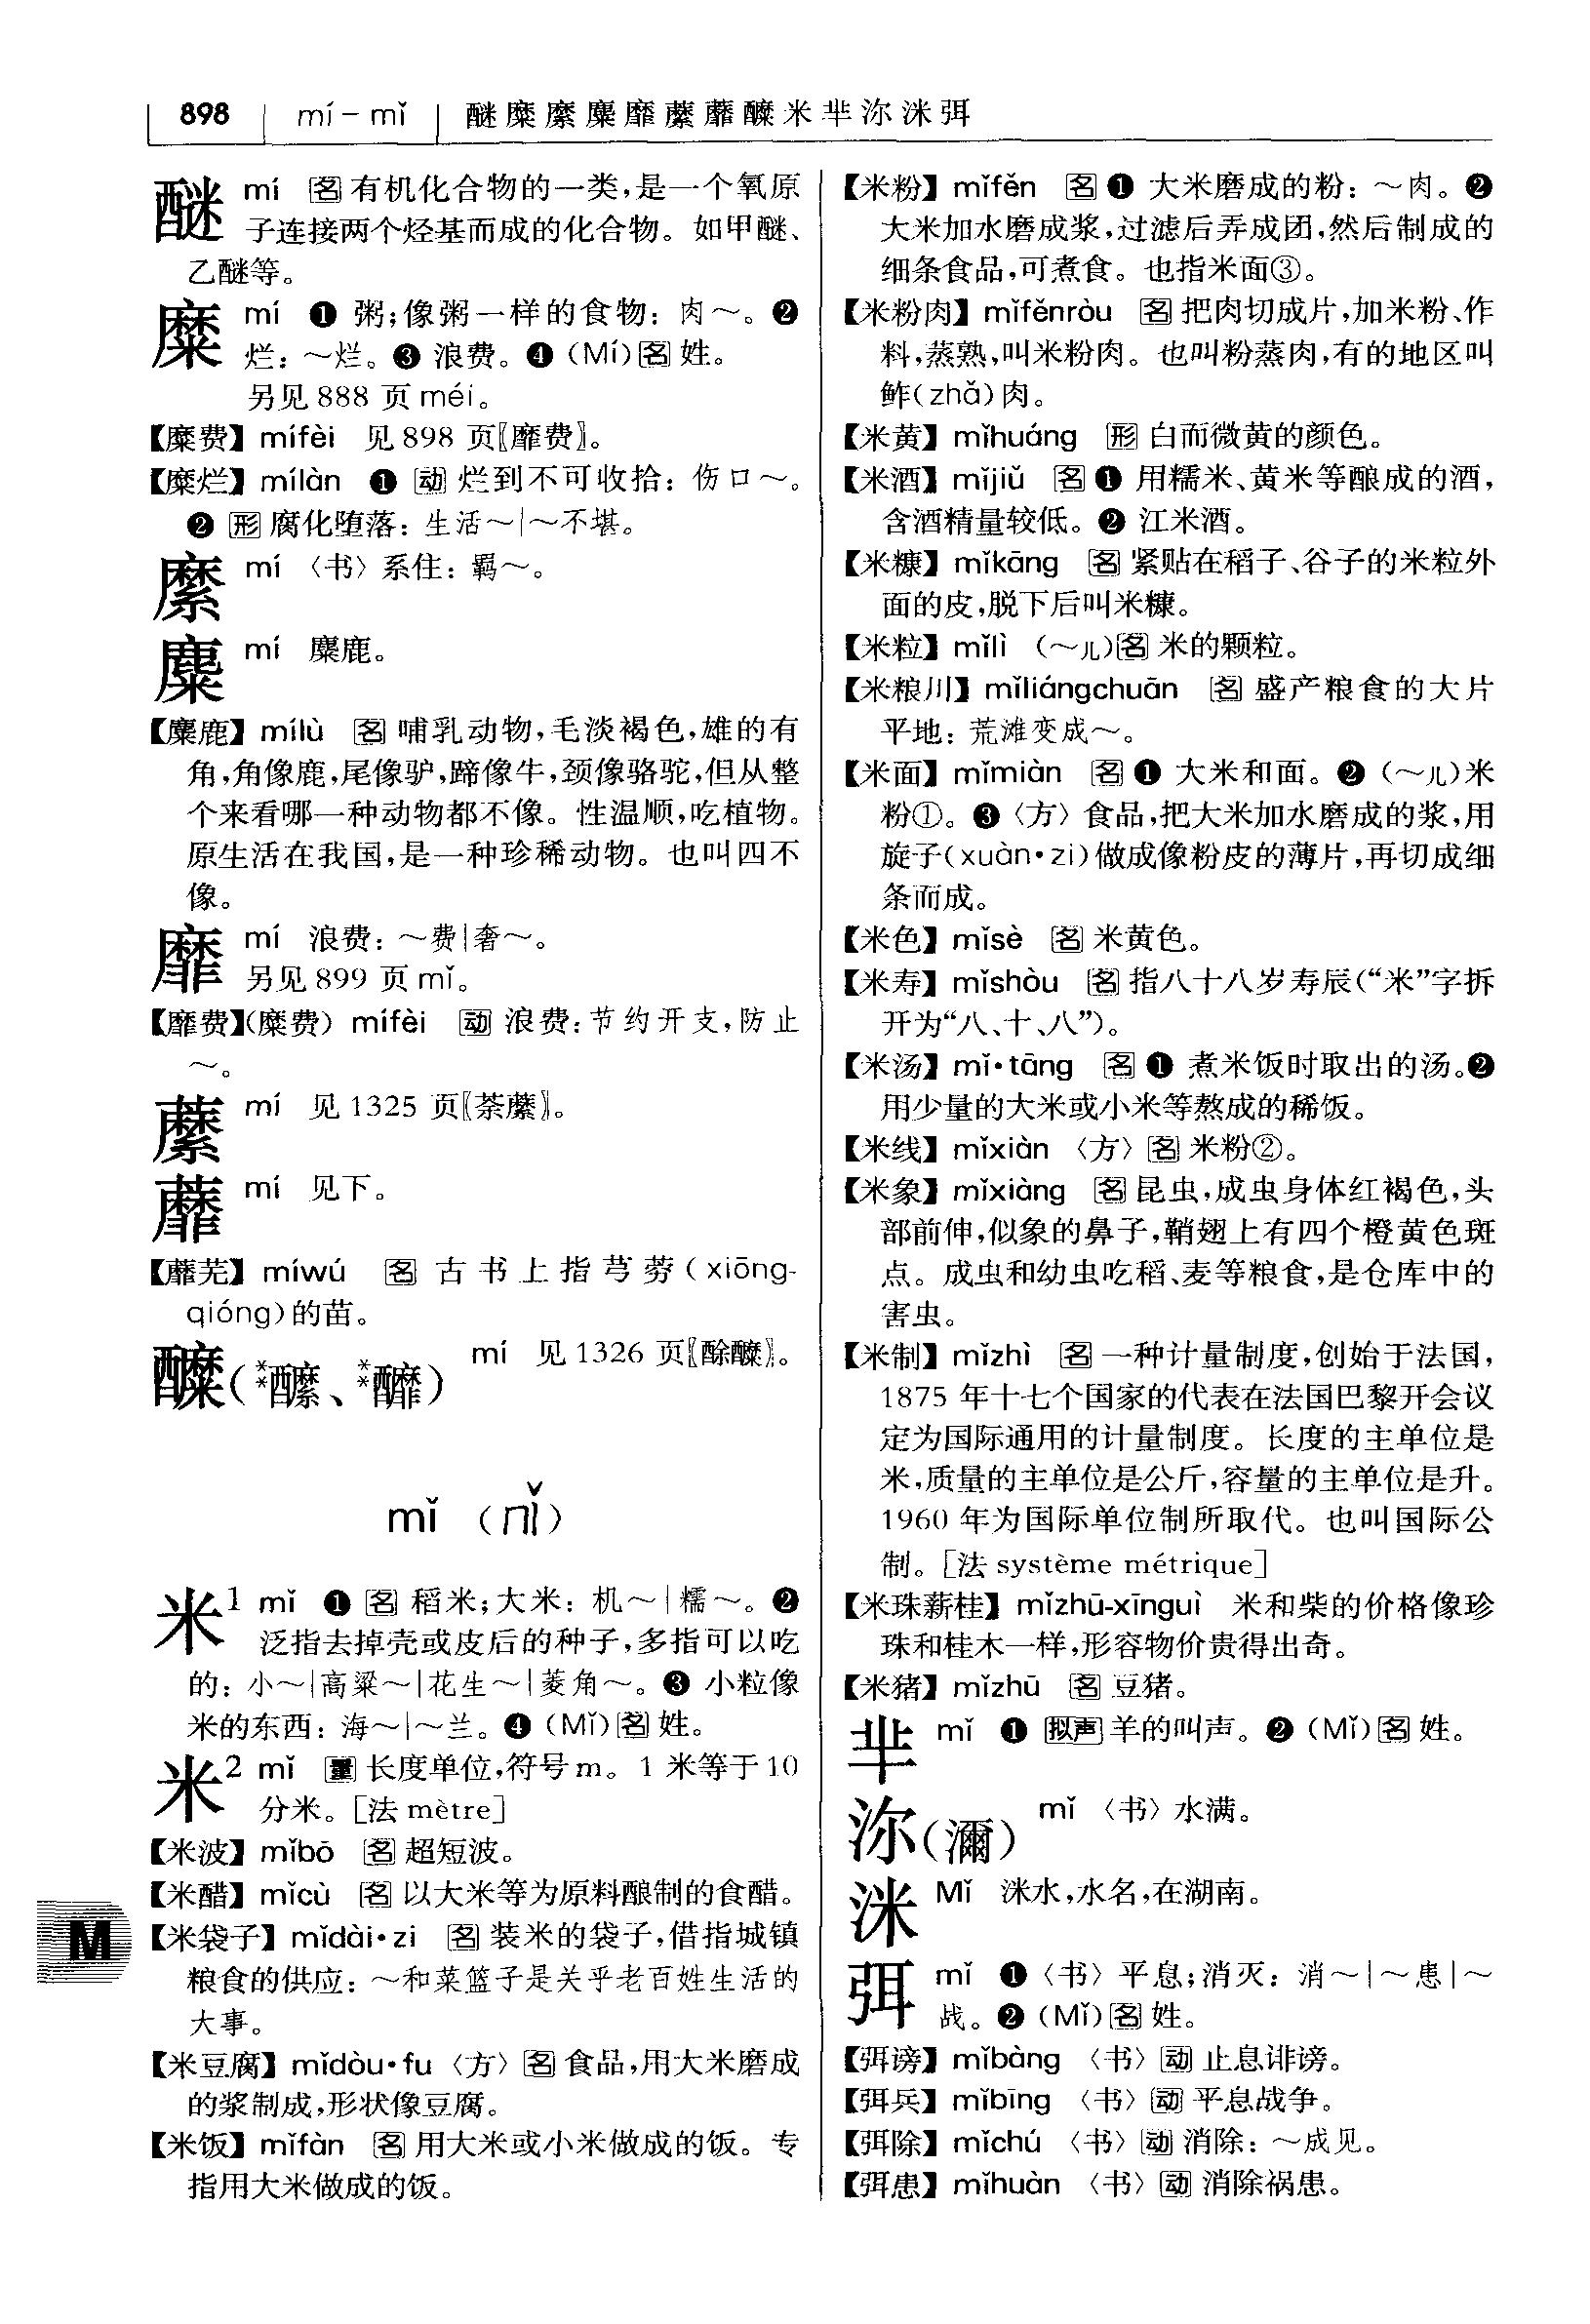 898 mí－mǐ 醚糜縻麋靡蘼蘼醾米芈沵洣弭
醚 mí 名 有机化合物的一类，是一个氧原
子连接两个烃基而成的化合物。如甲醚、
乙醚等。
糜 mí ❶ 粥；像粥一样的食物：肉～。❷
烂：～烂。❸ 浪费。❹（Mí）名 姓。
另见 888 页 méi。
【糜费】mífèi 见 898 页〖靡费〗。
【糜烂】mílàn ❶ 动 烂到不可收拾：伤口～。
❷ 形 腐化堕落：生活～|～不堪。
縻 mí 〈书〉系住：羁～。
麋 mí 麋鹿。
【麋鹿】mílù 名 哺乳动物，毛淡褐色，雄的有
角，角像鹿，尾像驴，蹄像牛，颈像骆驼，但从整
个来看哪一种动物都不像。性温顺，吃植物。
原生活在我国，是一种珍稀动物。也叫四不
像。
靡 mí 浪费：～费|奢～。
另见 899 页 mǐ。
【靡费】（糜费）mífèi 动 浪费：节约开支，防止
～。
蘼 mí 见 1325 页〖荼蘼〗。
蘼 mí 见下。
【蘼芜】míwú 名 古书上指芎䓖（xiōng-
qióng）的苗。
醾（**醿、**醿）mí 见 1326 页〖酴醾〗。
mǐ（ㄇㄧˇ）
米1 mǐ ❶ 名 稻米；大米：机～|糯～。❷
泛指去掉壳或皮后的种子，多指可以吃
的：小～|高粱～|花生～|菱角～。❸ 小粒像
米的东西：海～|～兰。❹（Mǐ）名 姓。
米2 mǐ 量 长度单位，符号 m。1 米等于 10
分米。[法 mètre]
【米波】mǐbō 名 超短波。
【米醋】mǐcù 名 以大米等为原料酿制的食醋。
【米袋子】mǐdài·zi 名 装米的袋子，借指城镇
粮食的供应：～和菜篮子是关乎老百姓生活的
大事。
【米豆腐】mǐdòu·fu〈方〉名 食品，用大米磨成
的浆制成，形状像豆腐。
【米饭】mǐfàn 名 用大米或小米做成的饭。专
指用大米做成的饭。
M
【米粉】mǐfěn 名 ❶ 大米磨成的粉：～肉。❷
大米加水磨成浆，过滤后弄成团，然后制成的
细条食品，可煮食。也指米面③。
【米粉肉】mǐfěnròu 名 把肉切成片，加米粉、作
料，蒸熟，叫米粉肉。也叫粉蒸肉，有的地区叫
鲊（zhǎ）肉。
【米黄】mǐhuáng 形 白而微黄的颜色。
【米酒】mǐjiǔ 名 ❶ 用糯米、黄米等酿成的酒，
含酒精量较低。❷ 江米酒。
【米糠】mǐkāng 名 紧贴在稻子、谷子的米粒外
面的皮，脱下后叫米糠。
【米粒】mǐlì （～儿）名 米的颗粒。
【米粮川】mǐliángchuān 名 盛产粮食的大片
平地：荒滩变成～。
【米面】mǐmiàn 名 ❶ 大米和面。❷（～儿）米
粉①。❸〈方〉食品，把大米加水磨成的浆，用
旋子（xuàn·zi）做成像粉皮的薄片，再切成细
条而成。
【米色】mǐsè 名 米黄色。
【米寿】mǐshòu 名 指八十八岁寿辰（“米”字拆
开为“八、十、八”）。
【米汤】mǐ·tāng 名 ❶ 煮米饭时取出的汤。❷
用少量的大米或小米等熬成的稀饭。
【米线】mǐxiàn 〈方〉名 米粉②。
【米象】mǐxiàng 名 昆虫，成虫身体红褐色，头
部前伸，似象的鼻子，鞘翅上有四个橙黄色斑
点。成虫和幼虫吃稻、麦等粮食，是仓库中的
害虫。
【米制】mǐzhì 名 一种计量制度，创始于法国，
1875 年十七个国家的代表在法国巴黎开会议
定为国际通用的计量制度。长度的主单位是
米，质量的主单位是公斤，容量的主单位是升。
1960 年为国际单位制所取代。也叫国际公
制。[法 système métrique]
【米珠薪桂】mǐzhū-xīnguì 米和柴的价格像珍
珠和桂木一样，形容物价贵得出奇。
【米猪】mǐzhū 名 豆猪。
芈 mǐ ❶ 拟声 羊的叫声。❷（Mǐ）名 姓。
沵（瀰）mǐ 〈书〉水满。
洣 Mǐ 洣水，水名，在湖南。
弭 mǐ ❶〈书〉平息；消灭：消～|～患|～
战。❷（Mǐ）名 姓。
【弭谤】mǐbàng 〈书〉动 止息诽谤。
【弭兵】mǐbīng 〈书〉动 平息战争。
【弭除】mǐchú 〈书〉动 消除：～成见。
【弭患】mǐhuàn 〈书〉动 消除祸患。